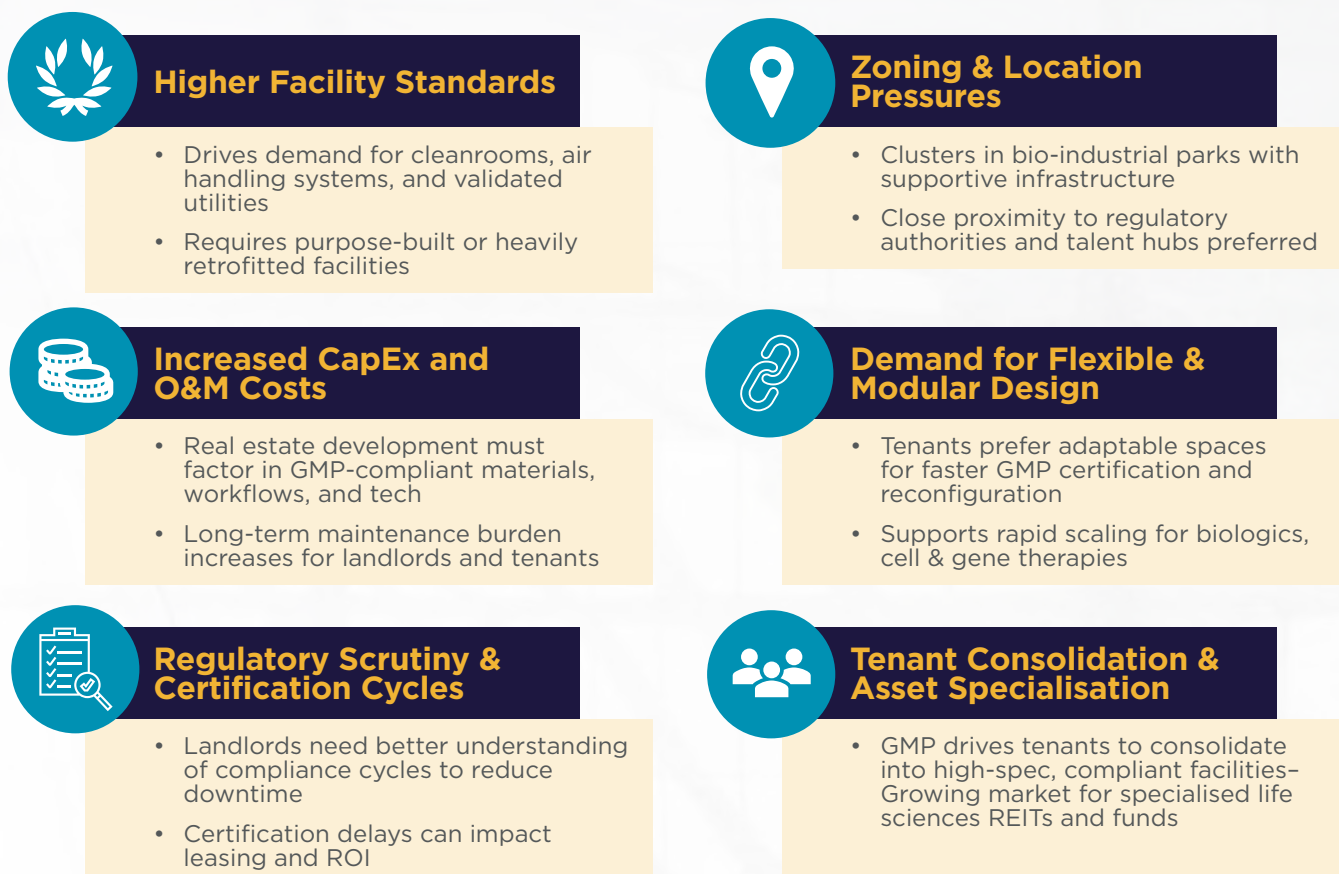 Higher Facility Standards
• Drives demand for cleanrooms, air
handling systems, and validated
utilities
• Requires purpose-built or heavily
retrofitted facilities
Zoning & Location
Pressures
• Clusters in bio-industrial parks with
supportive infrastructure
• Close proximity to regulatory
authorities and talent hubs preferred
Increased CapEx and
O&M Costs
• Real estate development must
factor in GMP-compliant materials,
workflows, and tech
• Long-term maintenance burden
increases for landlords and tenants
Demand for Flexible &
Modular Design
• Tenants prefer adaptable spaces
for faster GMP certification and
reconfiguration
• Supports rapid scaling for biologics,
cell & gene therapies
Regulatory Scrutiny &
Certification Cycles
• Landlords need better understanding
of compliance cycles to reduce
downtime
• Certification delays can impact
leasing and ROI
Tenant Consolidation &
Asset Specialisation
• GMP drives tenants to consolidate
into high-spec, compliant facilities–
Growing market for specialised life
sciences REITs and funds